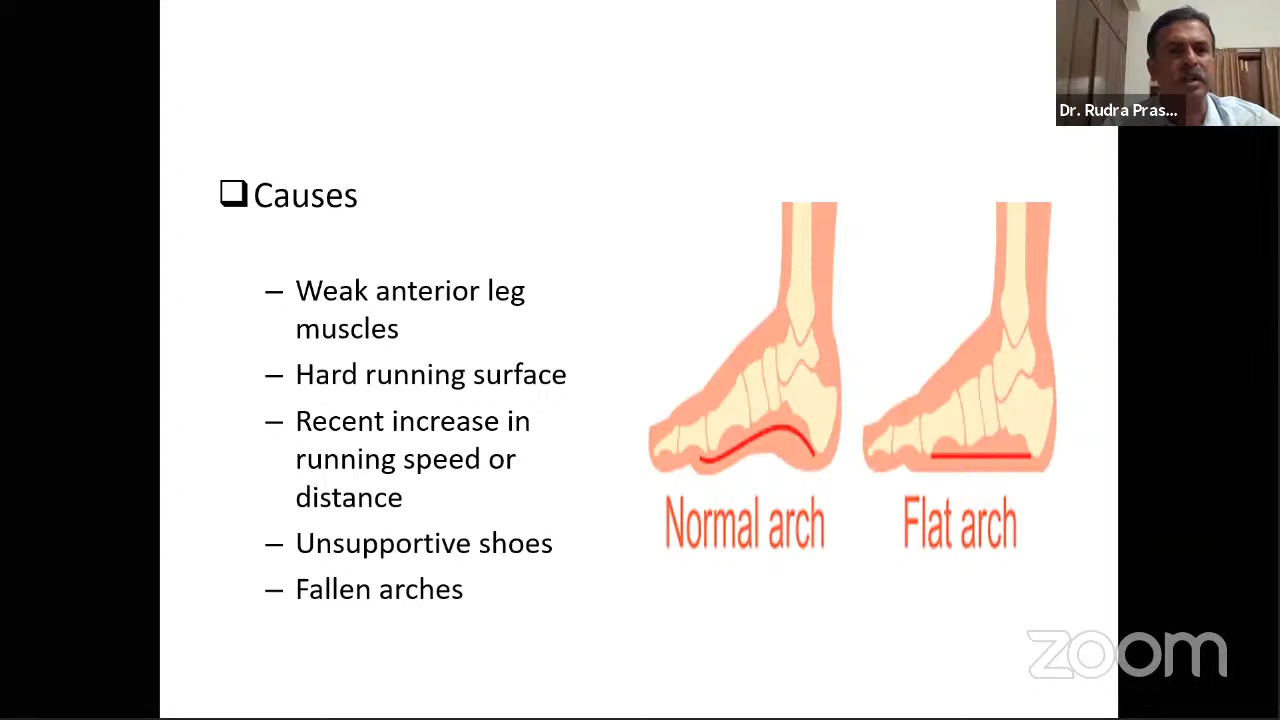 Dr. Rudra Pras...
❑Causes
– Weak anterior leg
muscles
– Hard running surface
– Recent increase in
running speed or
distance
– Unsupportive shoes
– Fallen arches
Normal arch
Flat arch
zoom